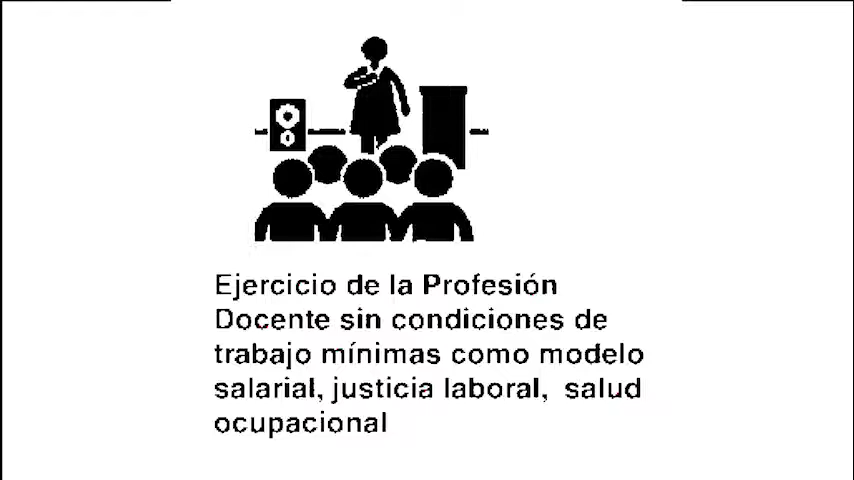 Ejercicio de la Profesión
Docente sin condiciones de
trabajo mínimas como modelo
salarial, justicia laboral, salud
ocupacional